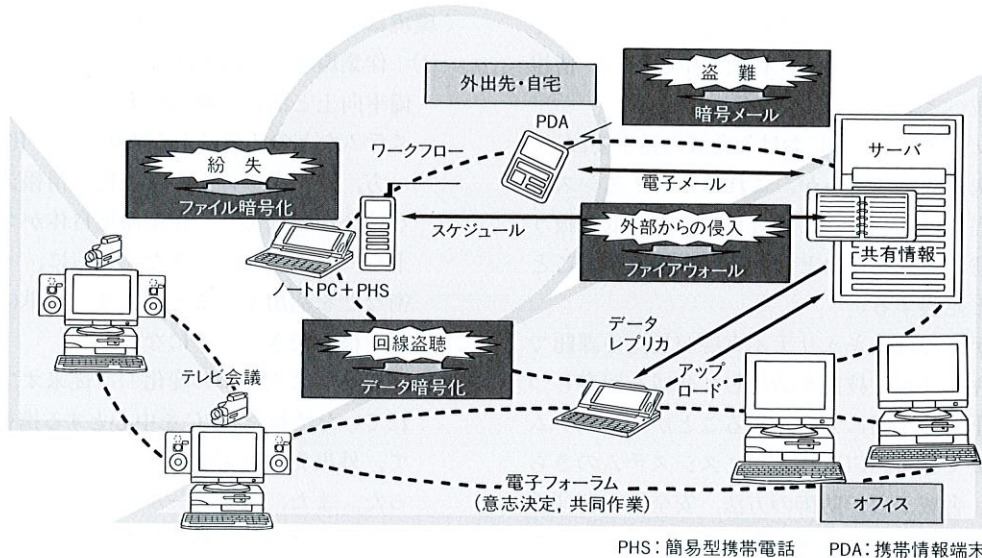 盗難
暗号メール
外出先・自宅
PDA
サーバ
ワークフロー
紛失
ファイル暗号化
電子メール
スケジュール
外部からの侵入
ファイアウォール
共有情報
ノートPC+PHS
データ
レプリカ
回線盗聴
データ暗号化
アップ
ロード
テレビ会議
電子フォーラム
(意志決定,共同作業)
オフィス
PHS:簡易型携帯電話 PDA:携帯情報端末